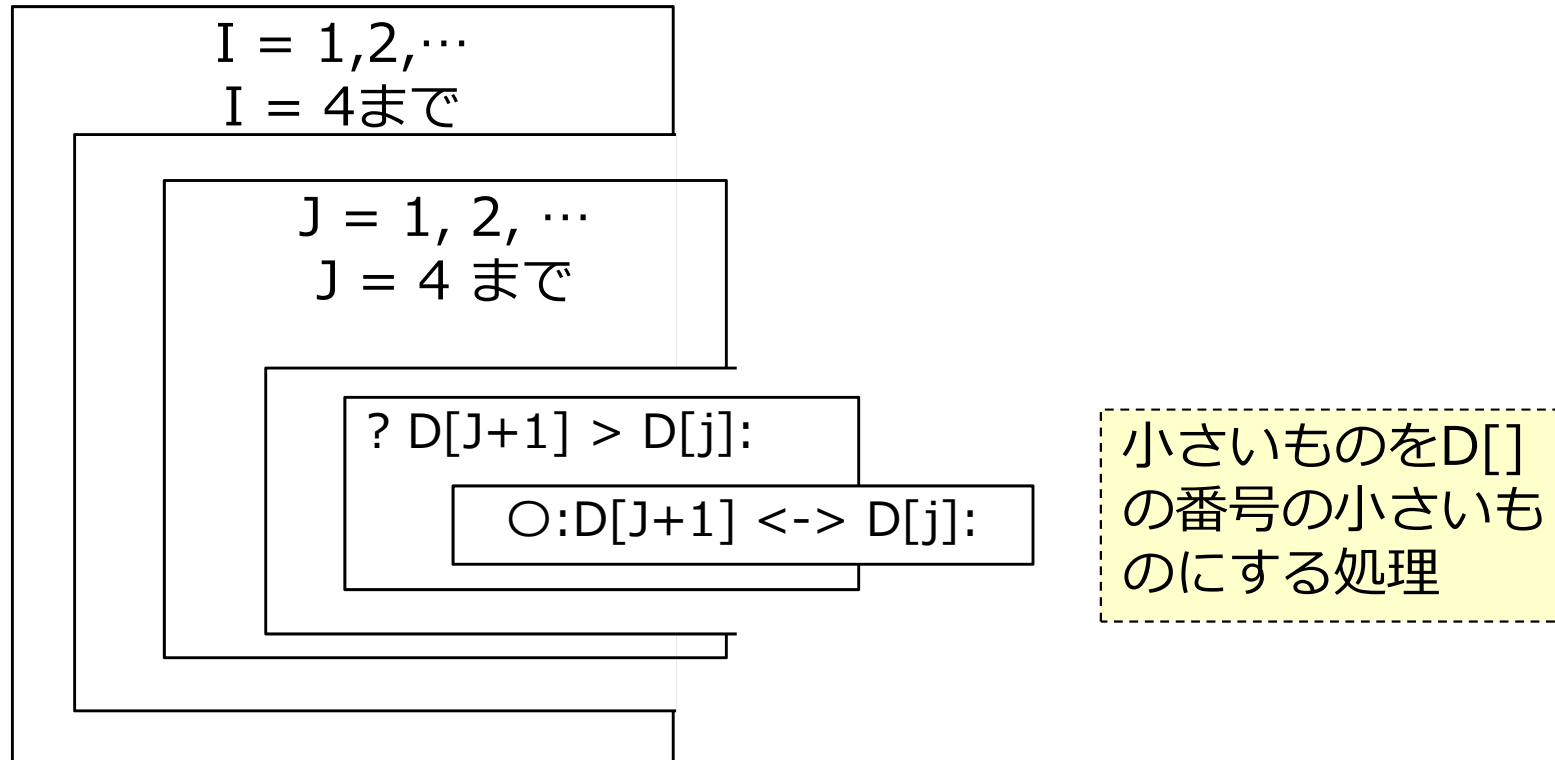 I = 1,2,…
I = 4まで
J = 1, 2, …
J = 4 まで
? D[J+1] > D[j]:
〇:D[J+1] <-> D[j]:
小さいものをD[]
の番号の小さいも
のにする処理